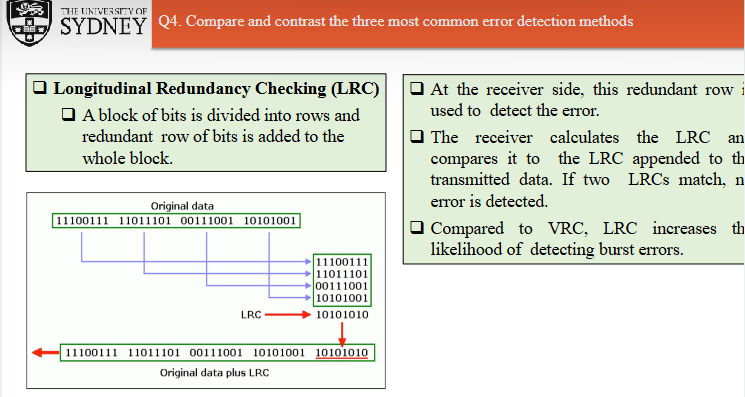 THE UNIVERSITY OF
SYDNEY
Q4. Compare and contrast the three most common error detection methods
Longitudinal Redundancy Checking (LRC)
A block of bits is divided into rows and
redundant row of bits is added to the
whole block.
At the receiver side, this redundant row i
used to detect the error.
The receiver calculates the LRC an
compares it to the LRC appended to th
transmitted data. If two LRCs match, n
error is detected.
Compared to VRC, LRC increases th
likelihood of detecting burst errors.
Original data
11100111 11011101 00111001 10101001
11100111
11011101
00111001
10101001
LRC 10101010
11100111 11011101 00111001 10101001 10101010
Original data plus LRC